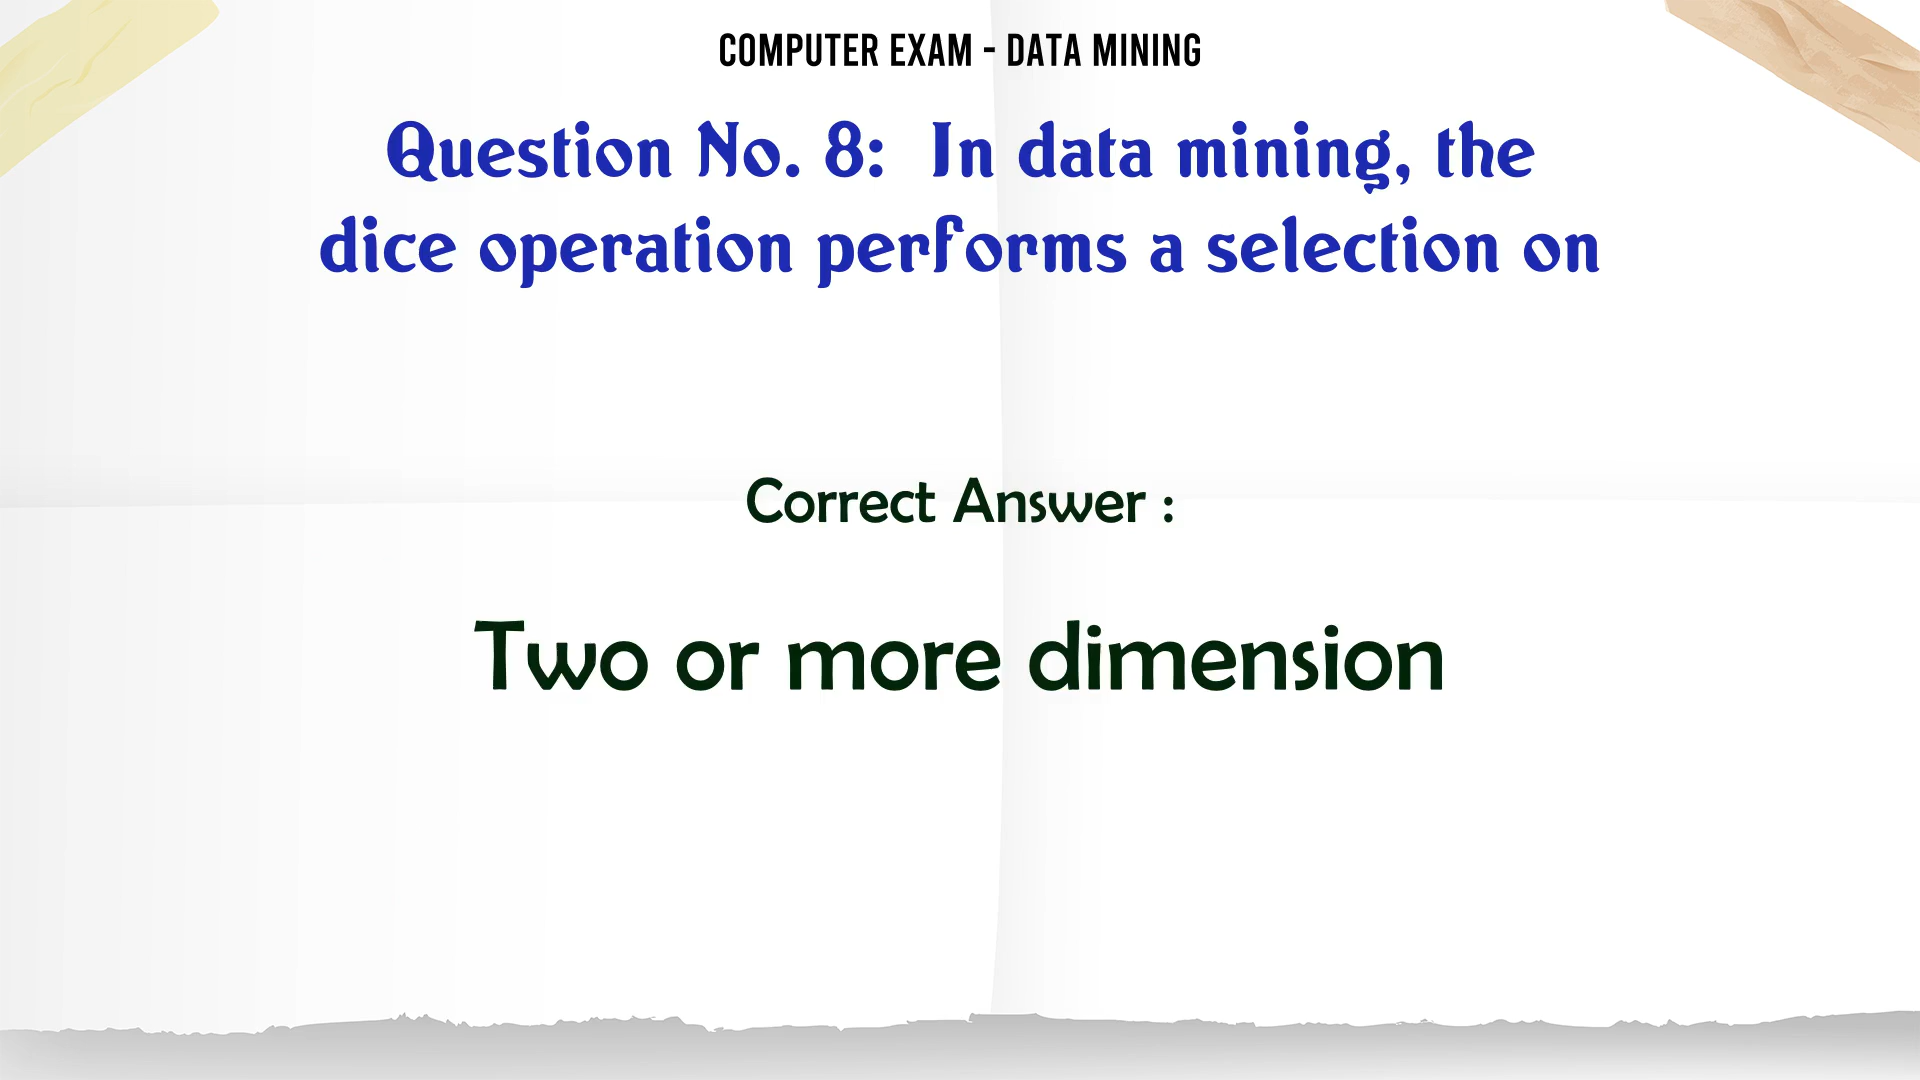 COMPUTER EXAM - DATA MINING
Question No. 8: In data mining, the
dice operation performs a selection on
Correct Answer :
Two or more dimension